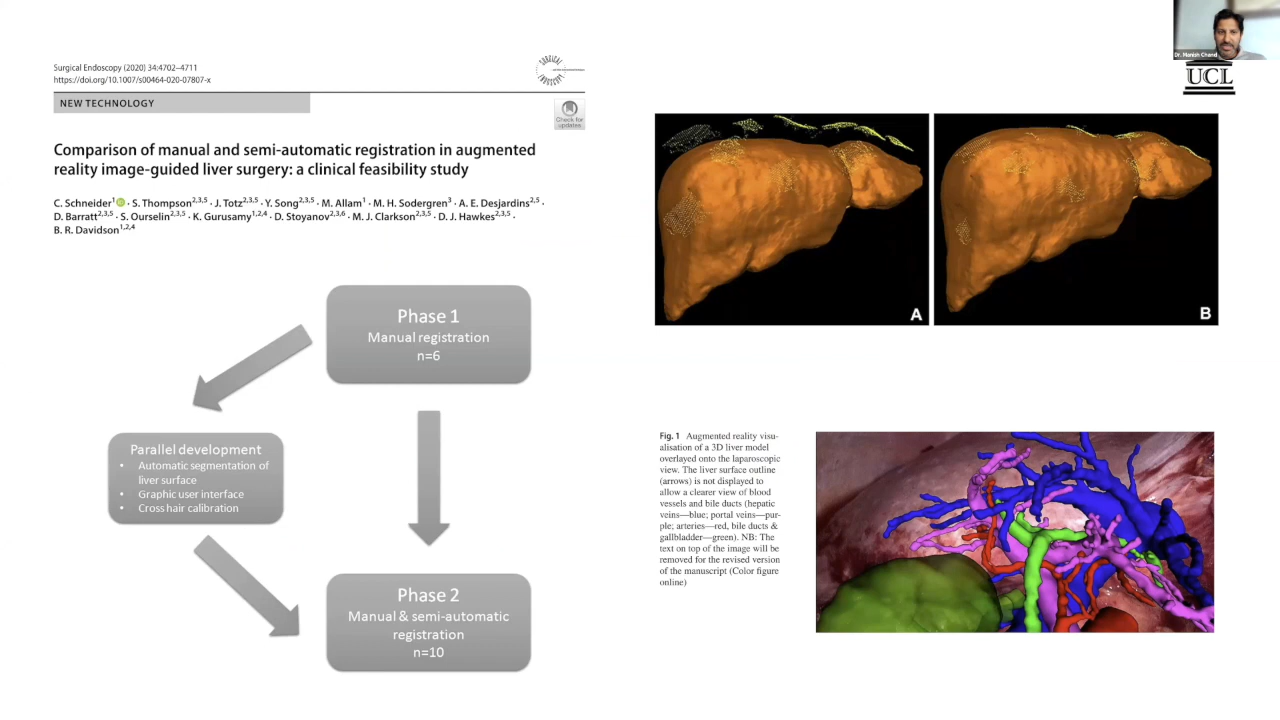 Surgical Endoscopy (2020) 34:4702–4711
https://doi.org/10.1007/s00464-020-07807-x
SURGICAL ENDOSCOPY
NEW TECHNOLOGY
Check for
updates
Comparison of manual and semi-automatic registration in augmented
reality image-guided liver surgery: a clinical feasibility study
C. Schneider1 · S. Thompson2,3,5 · J. Totz2,3,5 · Y. Song2,3,5 · M. Allam1 · M. H. Sodergren3 · A. E. Desjardins2,5 ·
D. Barratt2,3,5 · S. Ourselin2,3,5 · K. Gurusamy1,2,4 · D. Stoyanov2,3,6 · M. J. Clarkson2,3,5 · D. J. Hawkes2,3,5 ·
B. R. Davidson1,2,4
Phase 1
Manual registration
n=6
Parallel development
• Automatic segmentation of
liver surface
• Graphic user interface
• Cross hair calibration
Phase 2
Manual & semi-automatic
registration
n=10
Dr. Manish Chand
UCL
A
B
Fig. 1 Augmented reality visu-
alisation of a 3D liver model
overlayed onto the laparoscopic
view. The liver surface outline
(arrows) is not displayed to
allow a clearer view of blood
vessels and bile ducts (hepatic
veins—blue; portal veins—pur-
ple; arteries—red, bile ducts &
gallbladder—green). NB: The
text on top of the image will be
removed for the revised version
of the manuscript (Color figure
online)